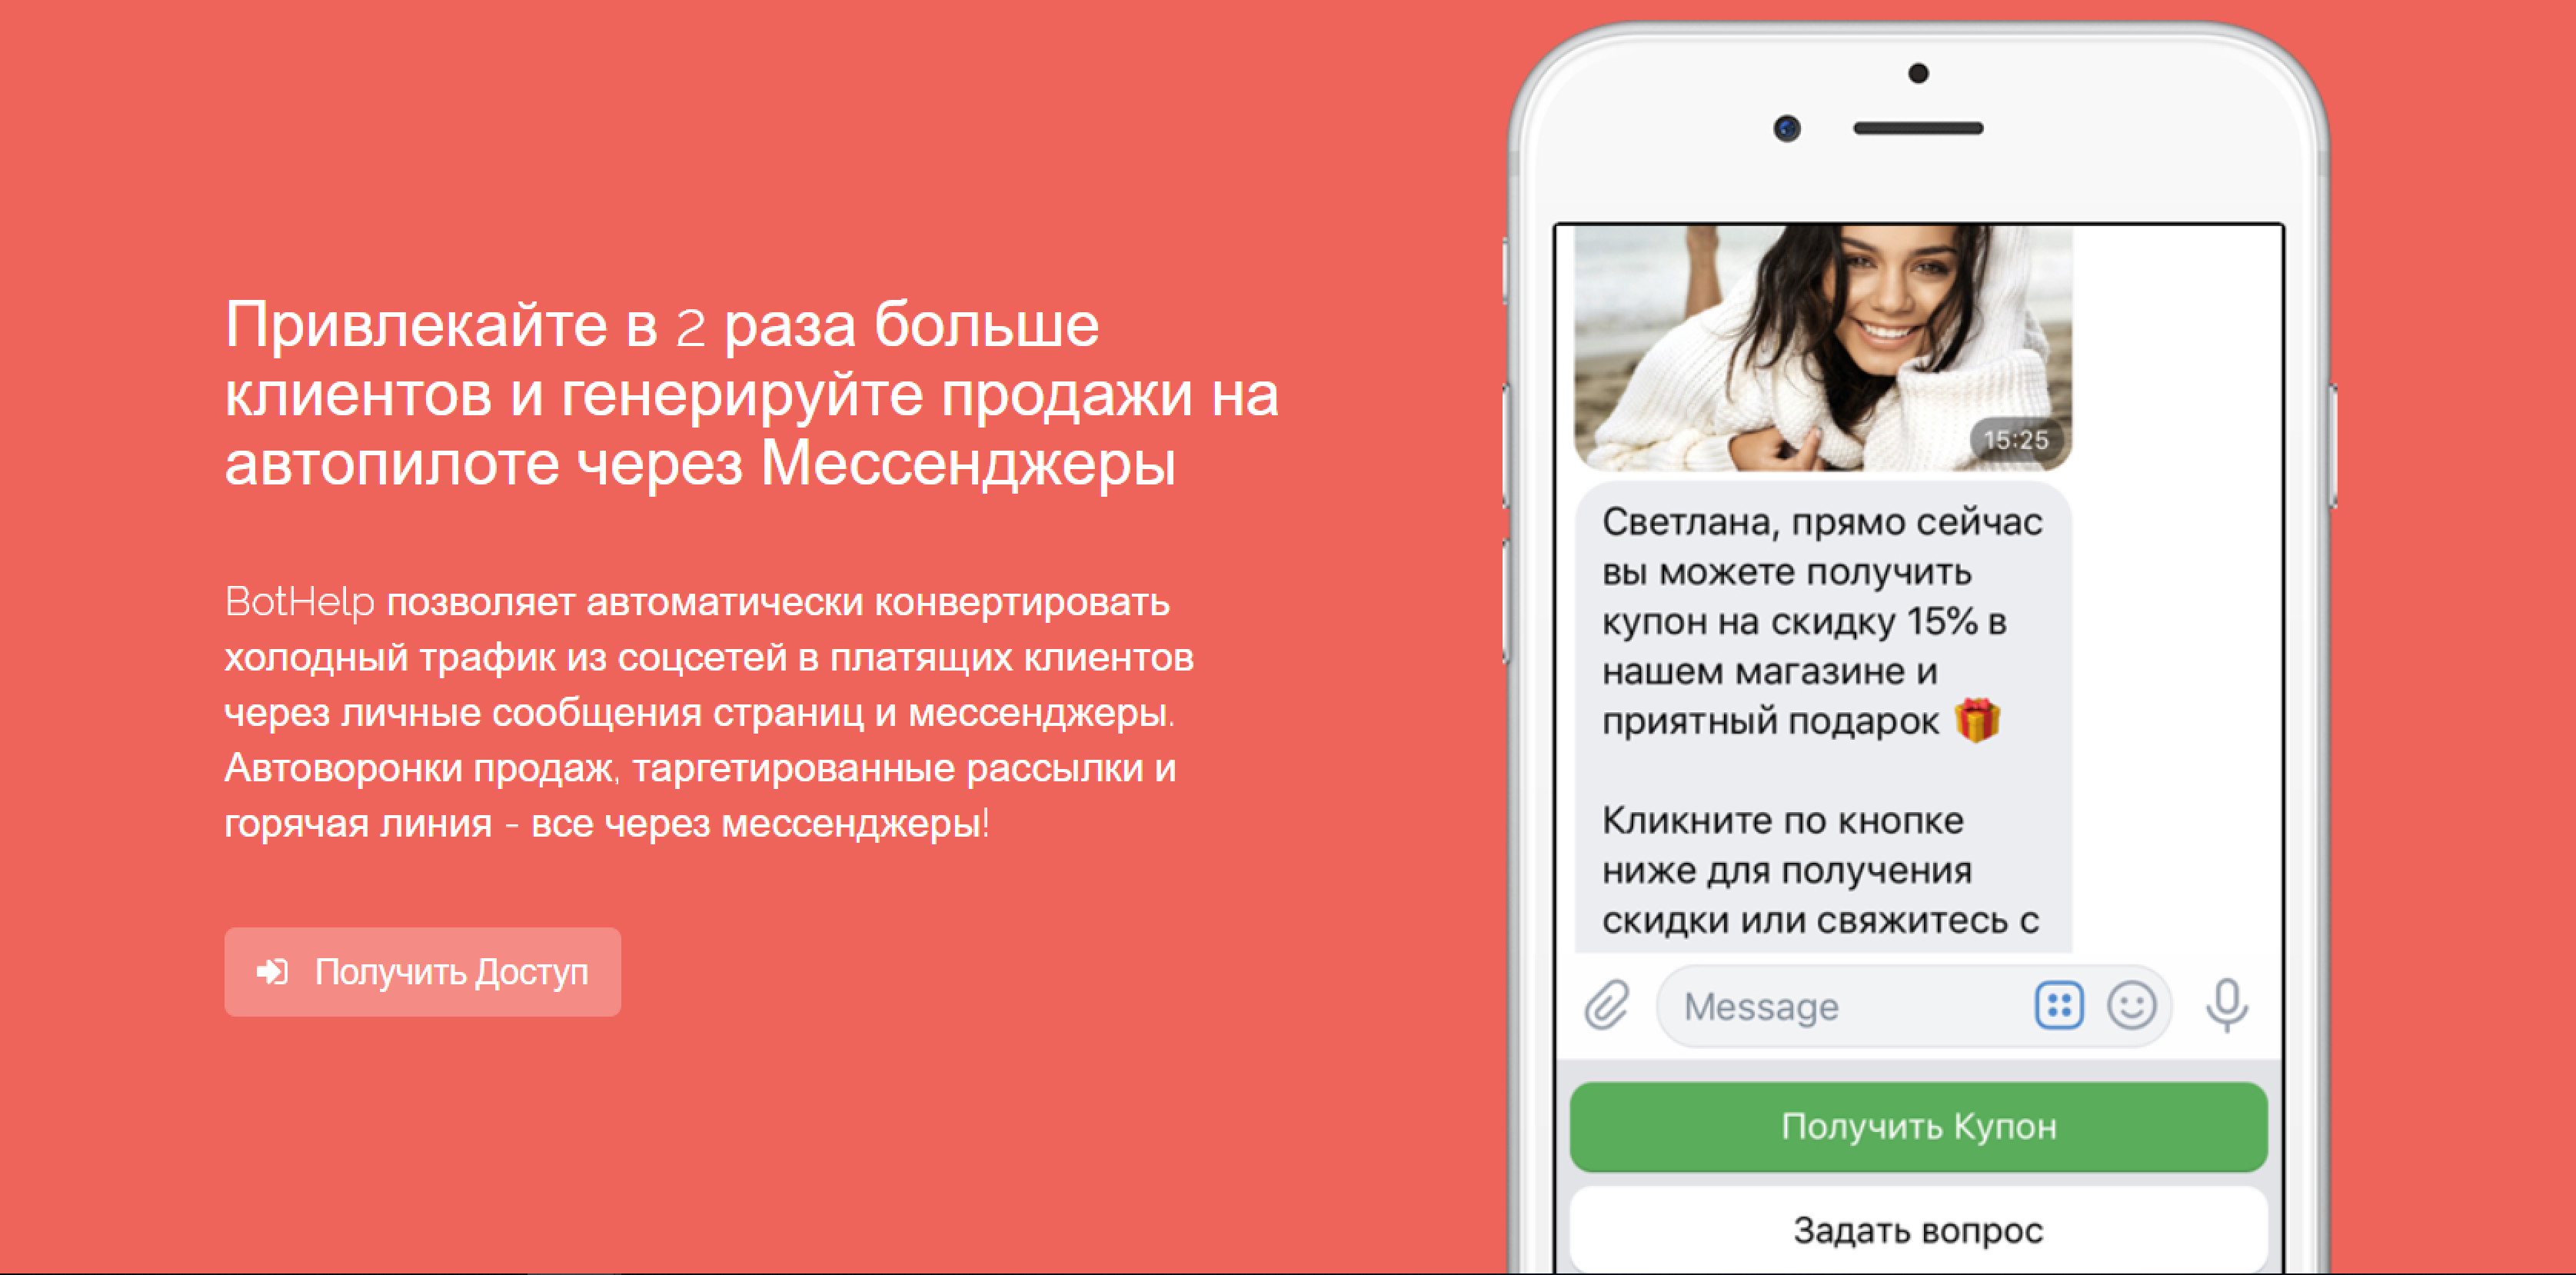 Привлекайте в 2 раза больше
клиентов и генерируйте продажи на
автопилоте через Мессенджеры
BotHelp позволяет автоматически конвертировать
холодный трафик из соцсетей в платящих клиентов
через личные сообщения страниц и мессенджеры.
Автоворонки продаж, таргетированные рассылки и
горячая линия - все через мессенджеры!
Получить Доступ
15:25
Светлана, прямо сейчас
вы можете получить
купон на скидку 15% в
нашем магазине и
приятный подарок 🎁
Кликните по кнопке
ниже для получения
скидки или свяжитесь с
Message
Получить Купон
Задать вопрос